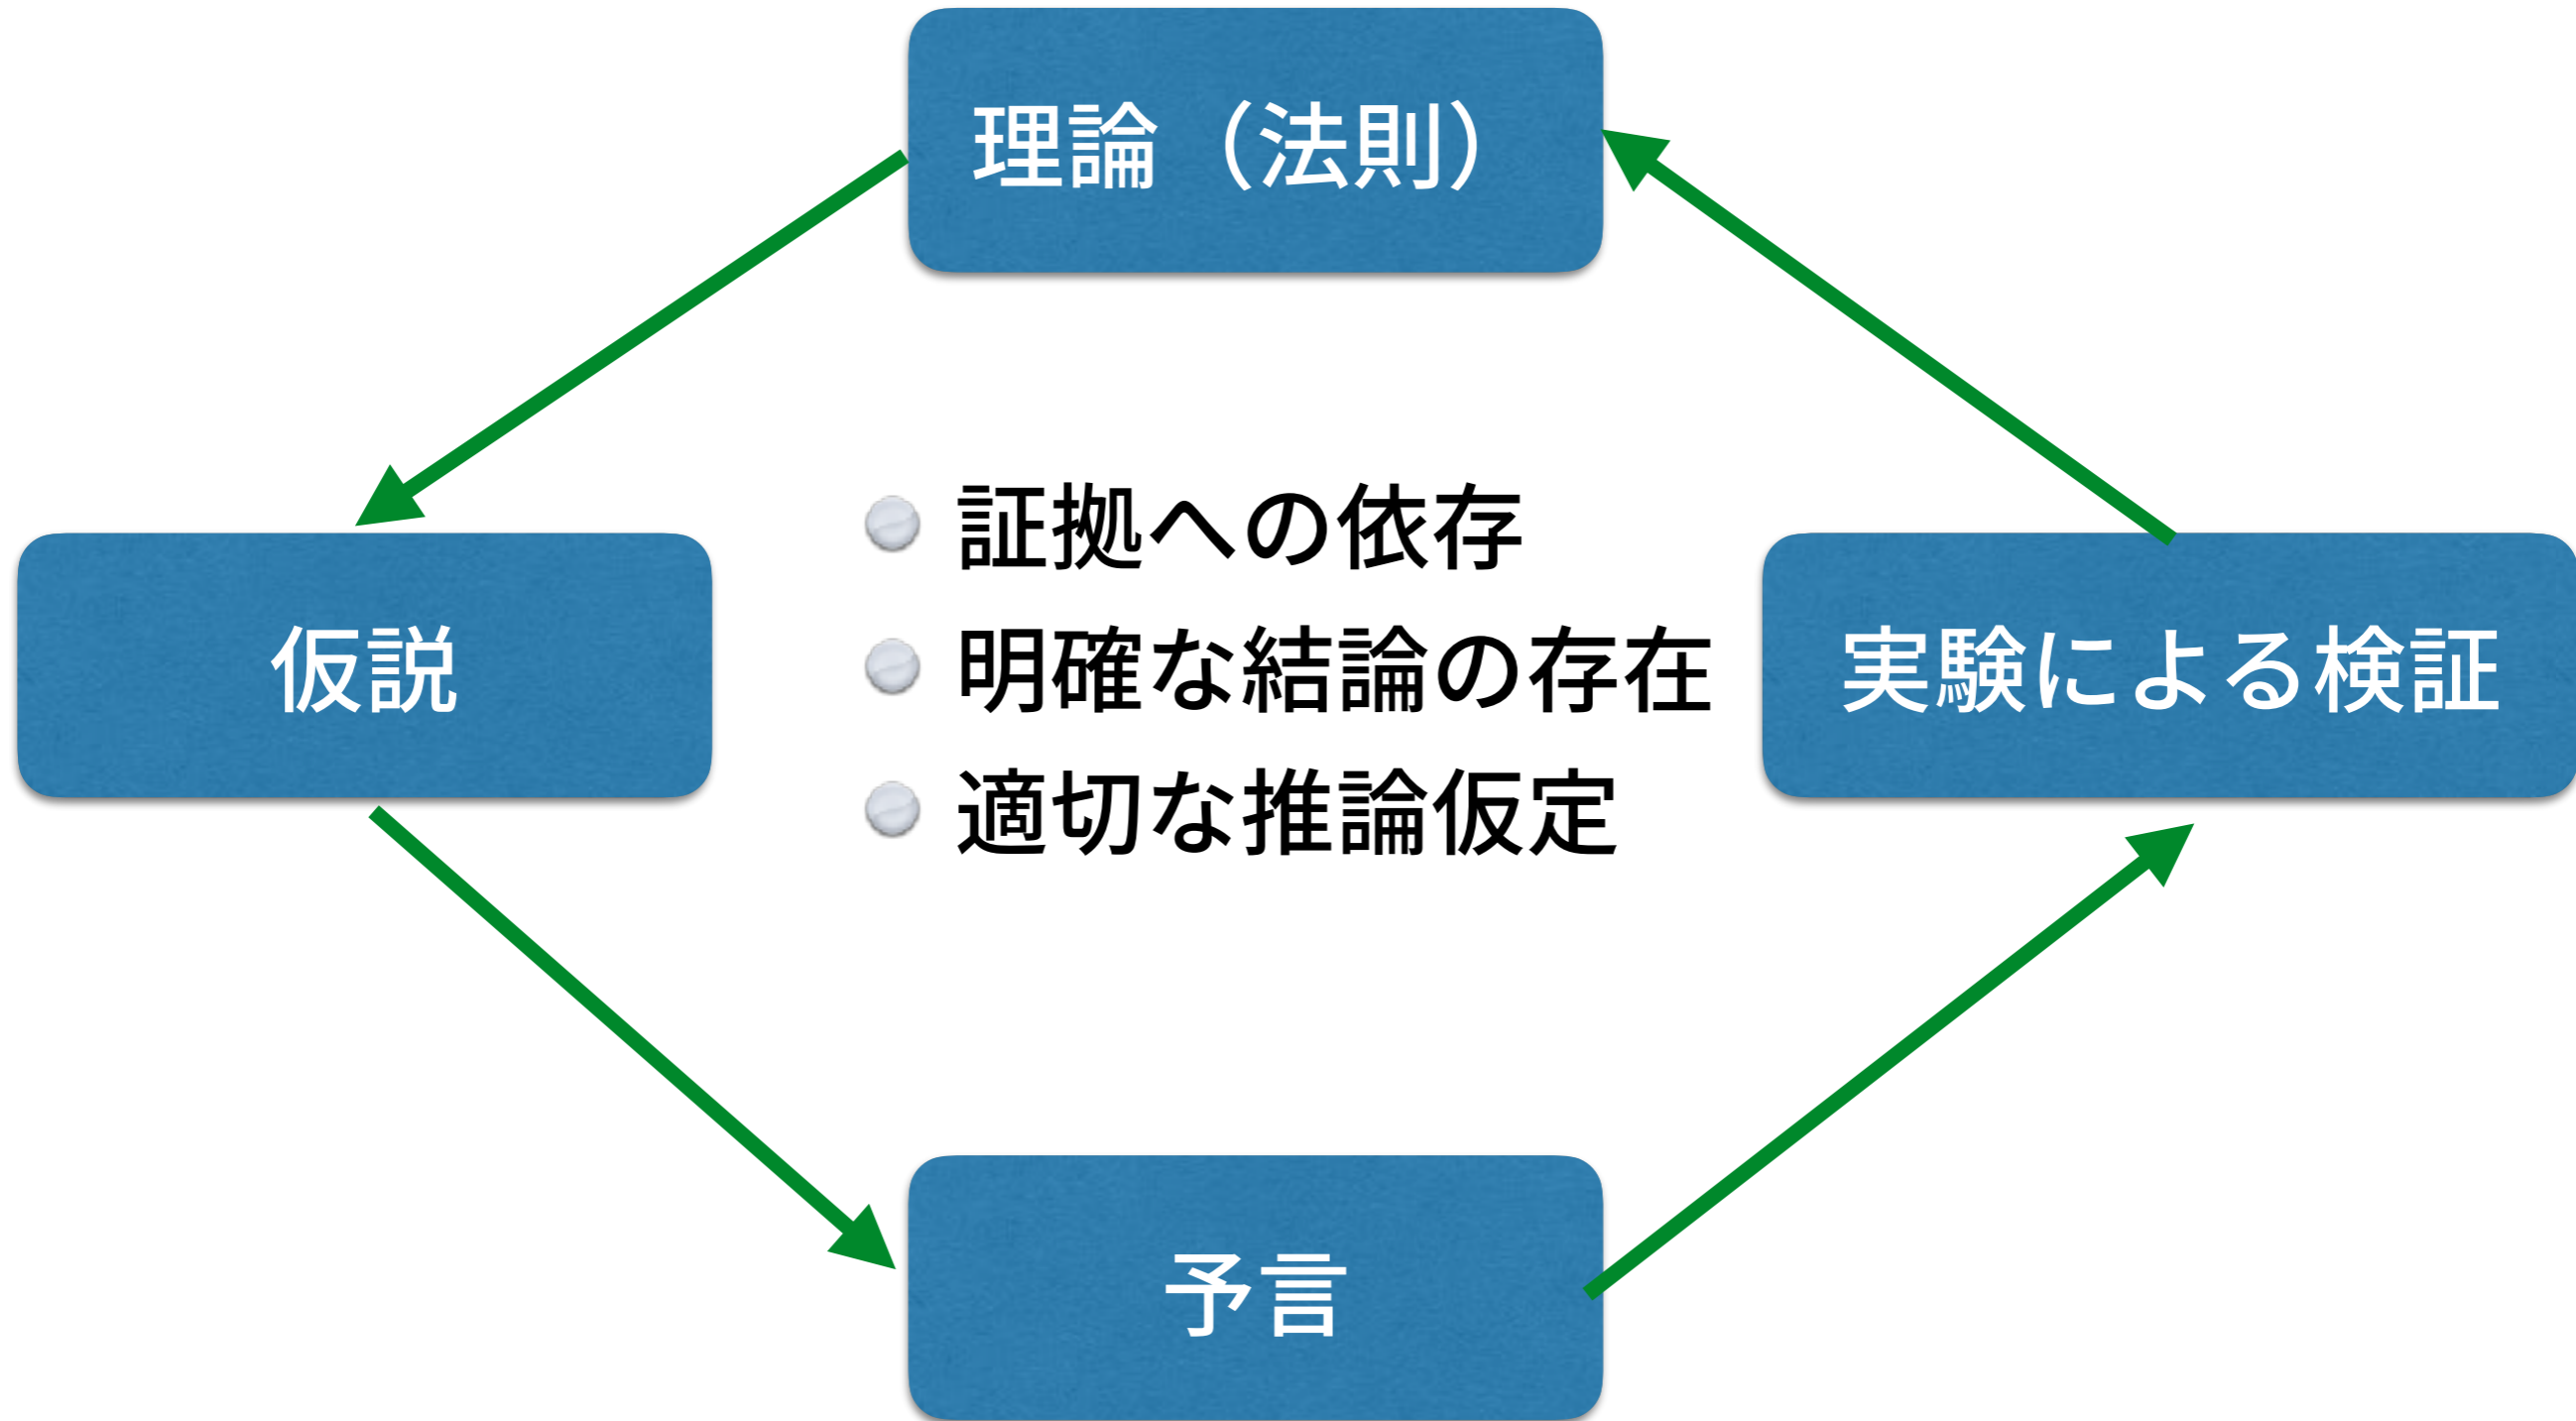 理論（法則）
証拠への依存
明確な結論の存在
適切な推論仮定
仮説
実験による検証
予言